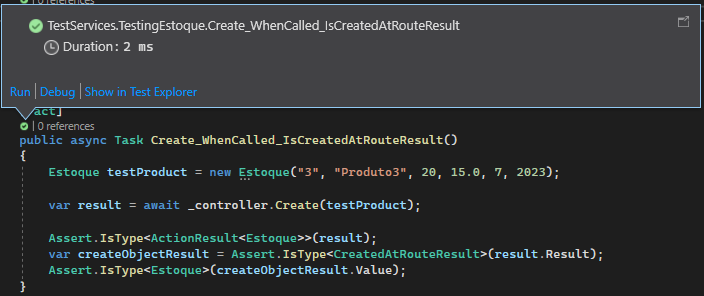 TestServices.TestingEstoque.Create_WhenCalled_IsCreatedAtRouteResult
Duration: 2 ms
Run | Debug | Show in Test Explorer
act]
| 0 references
public async Task Create_WhenCalled_IsCreatedAtRouteResult()
{
Estoque testProduct = new Estoque("3", "Produto3", 20, 15.0, 7, 2023);
var result = await _controller.Create(testProduct);
Assert.IsType<ActionResult<Estoque>>(result);
var createObjectResult = Assert.IsType<CreatedAtRouteResult>(result.Result);
Assert.IsType<Estoque>(createObjectResult.Value);
}